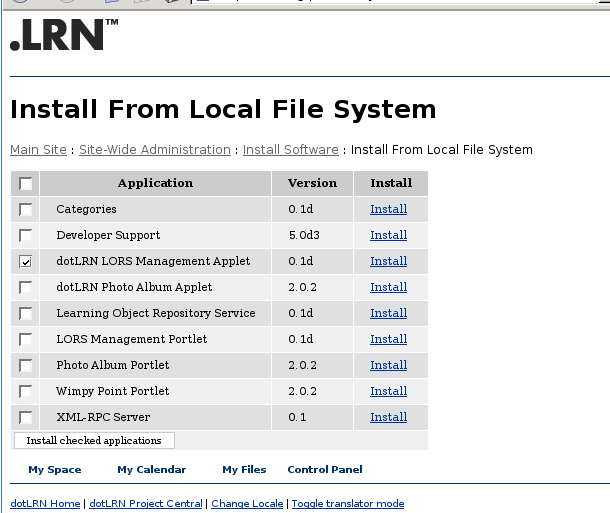 .LRN™
Install From Local File System
Main Site : Site-Wide Administration : Install Software : Install From Local File System
Application Version Install
Categories 0.1d Install
Developer Support 5.0d3 Install
dotLRN LORS Management Applet 0.1d Install
dotLRN Photo Album Applet 2.0.2 Install
Learning Object Repository Service 0.1d Install
LORS Management Portlet 0.1d Install
Photo Album Portlet 2.0.2 Install
Wimpy Point Portlet 2.0.2 Install
XML-RPC Server 0.1 Install
Install checked applications
My Space My Calendar My Files Control Panel
dotLRN Home | dotLRN Project Central | Change Locale | Toggle translator mode